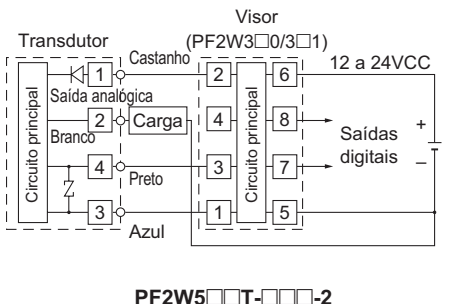 Visor
(PF2W3□0/3□1)
Transdutor
Castanho
12 a 24VCC
1
2
6
Saída analógica
Circuito principal
2
Carga
4
Circuito principal
8
Saídas
digitais
+
–
Branco
4
Preto
3
7
3
Azul
1
5
PF2W5□□T-□□□-2